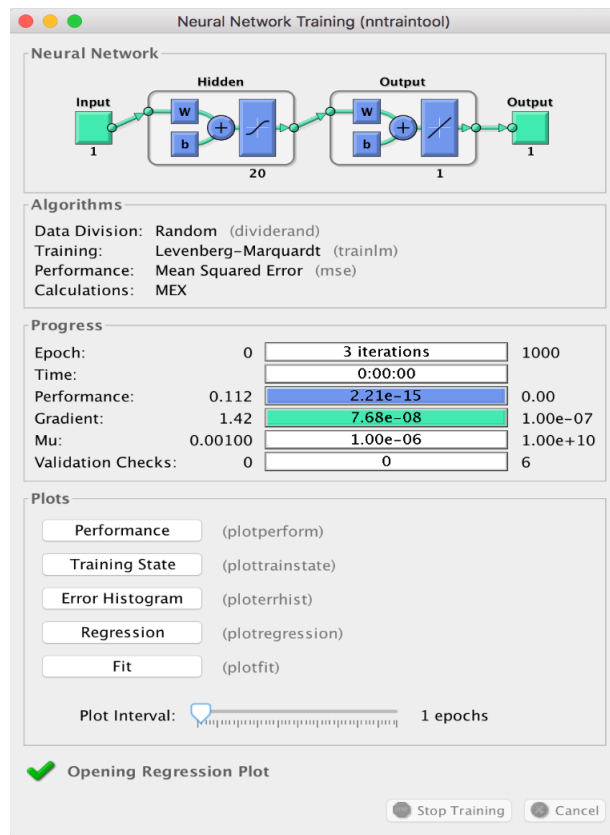 Neural Network Training (nntraintool)
Neural Network
Hidden Output
Input Output
W W
b b
1 20 1 1
Algorithms
Data Division: Random (dividerand)
Training: Levenberg-Marquardt (trainlm)
Performance: Mean Squared Error (mse)
Calculations: MEX
Progress
Epoch: 0 3 iterations 1000
Time: 0:00:00
Performance: 0.112 2.21e-15 0.00
Gradient: 1.42 7.68e-08 1.00e-07
Mu: 0.00100 1.00e-06 1.00e+10
Validation Checks: 0 0 6
Plots
Performance (plotperform)
Training State (plottrainstate)
Error Histogram (ploterrhist)
Regression (plotregression)
Fit (plotfit)
Plot Interval: 1 epochs
Opening Regression Plot
Stop Training Cancel